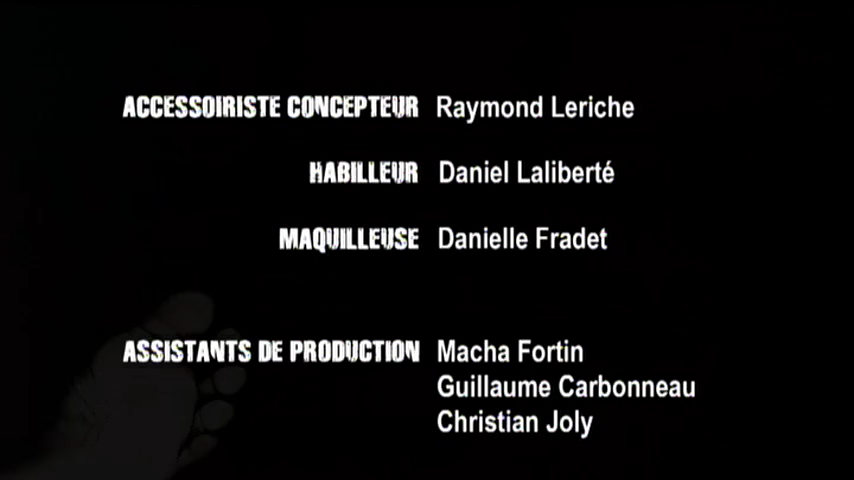 ACCESSOIRISTE CONCEPTEUR Raymond Leriche
HABILLEUR Daniel Laliberté
MAQUILLEUSE Danielle Fradet
ASSISTANTS DE PRODUCTION Macha Fortin
Guillaume Carbonneau
Christian Joly